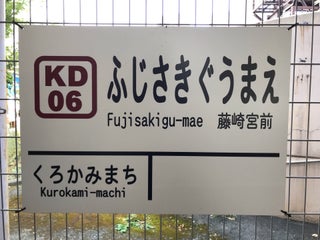 KD
06
ふじさきぐうまえ
Fujisakigu-mae 藤崎宮前
くろかみまち
Kurokami-machi